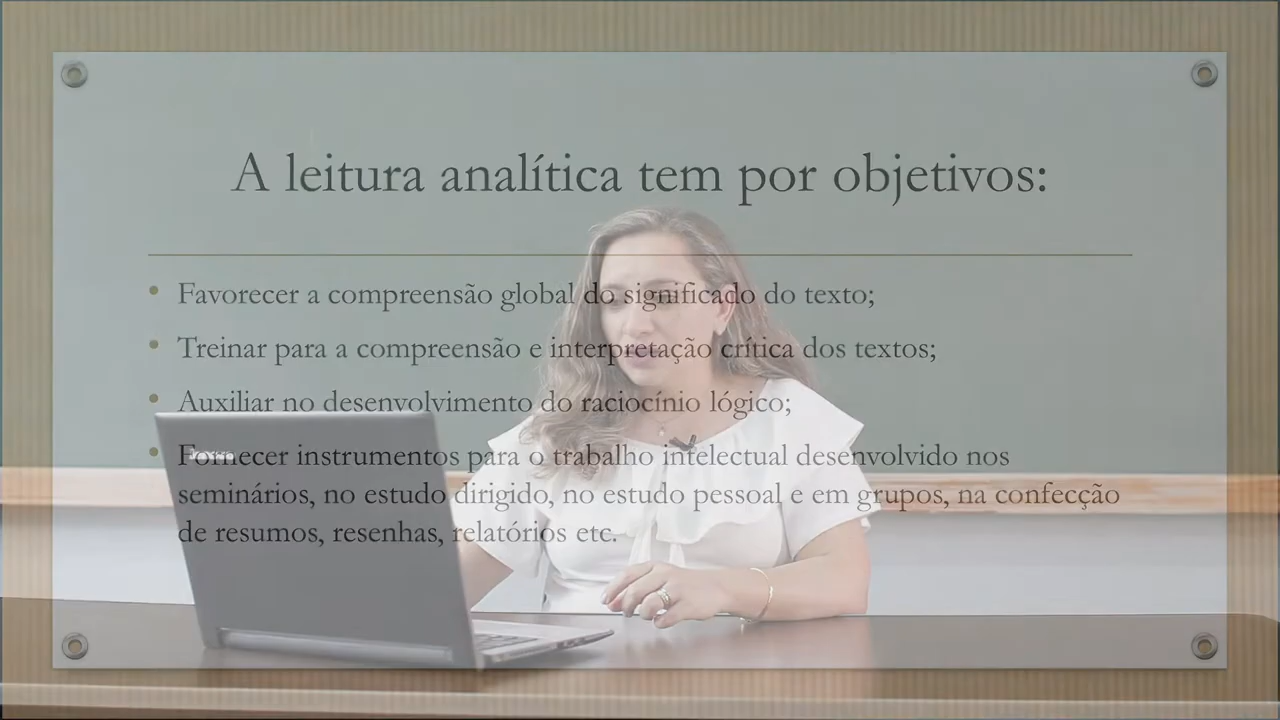 A leitura analítica tem por objetivos:
• Favorecer a compreensão global do significado do texto;
• Treinar para a compreensão e interpretação crítica dos textos;
• Auxiliar no desenvolvimento do raciocínio lógico;
• Fornecer instrumentos para o trabalho intelectual desenvolvido nos
seminários, no estudo dirigido, no estudo pessoal e em grupos, na confecção
de resumos, resenhas, relatórios etc.